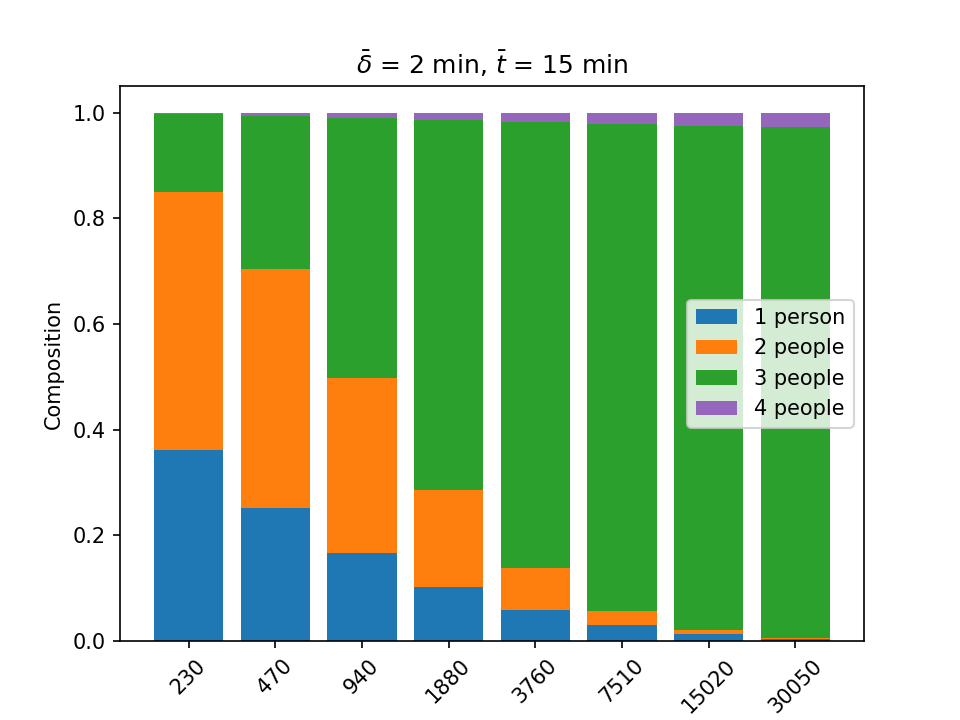 δ̄ = 2 min, t̄ = 15 min
1.0
0.8
0.6
0.4
0.2
0.0
Composition
1 person
2 people
3 people
4 people
230
470
940
1880
3760
7510
15020
30050